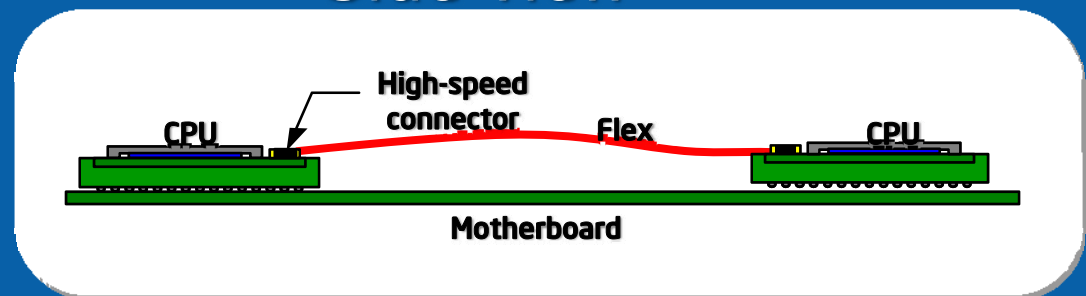 High-speed
connector
CPU
Flex
CPU
Motherboard